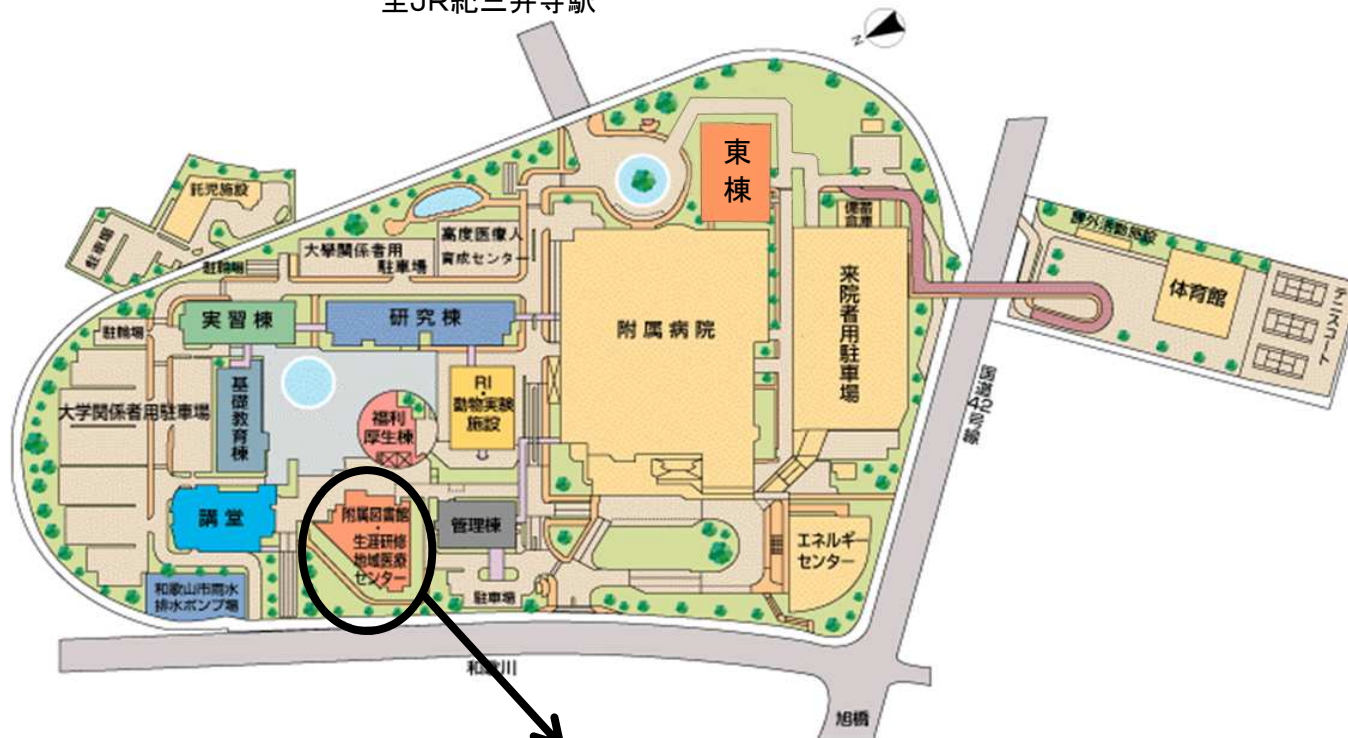 至JR紀三井寺駅
N
東
棟
託児施設
駐車場
駐輪場
大学関係者用
駐車場
高度医療人
育成センター
備蓄
倉庫
課外活動施設
体育館
テニスコート
駐輪場
実習棟
研究棟
附属病院
来院者用駐車場
国道42号線
大学関係者用駐車場
基礎教育棟
福利
厚生棟
RI
・
動物実験
施設
講堂
附属図書館
・
生涯研修
地域医療
センター
管理棟
エネルギー
センター
和歌山市雨水
排水ポンプ場
駐車場
和歌川
旭橋